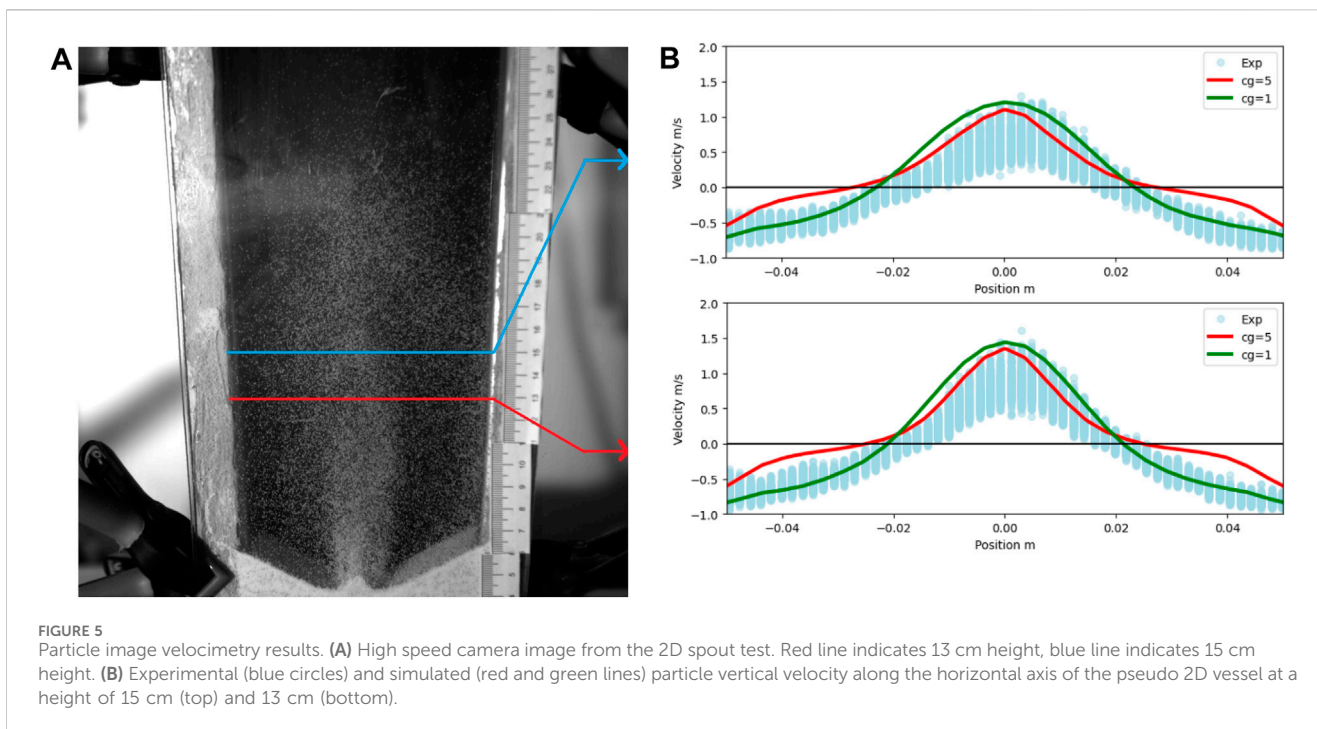 A
B
2.0
1.5
1.0
0.5
0.0
−0.5
−1.0
Velocity m/s
Exp
cg=5
cg=1
−0.04
−0.02
0.00
0.02
0.04
Position m
2.0
1.5
1.0
0.5
0.0
−0.5
−1.0
Velocity m/s
Exp
cg=5
cg=1
−0.04
−0.02
0.00
0.02
0.04
Position m
FIGURE 5
Particle image velocimetry results. (A) High speed camera image from the 2D spout test. Red line indicates 13 cm height, blue line indicates 15 cm
height. (B) Experimental (blue circles) and simulated (red and green lines) particle vertical velocity along the horizontal axis of the pseudo 2D vessel at a
height of 15 cm (top) and 13 cm (bottom).